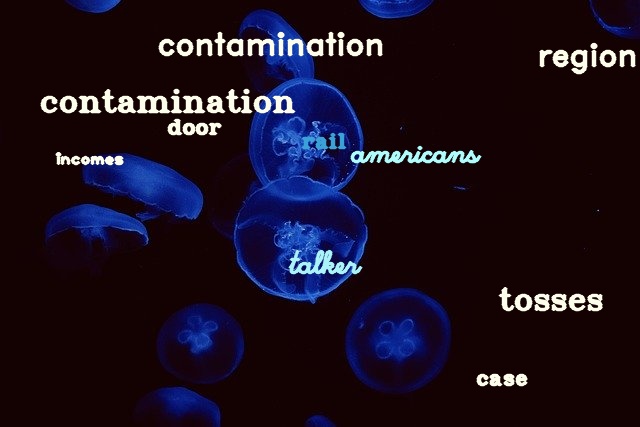 contamination
region
contamination
door
rail
americans
incomes
talker
tosses
case